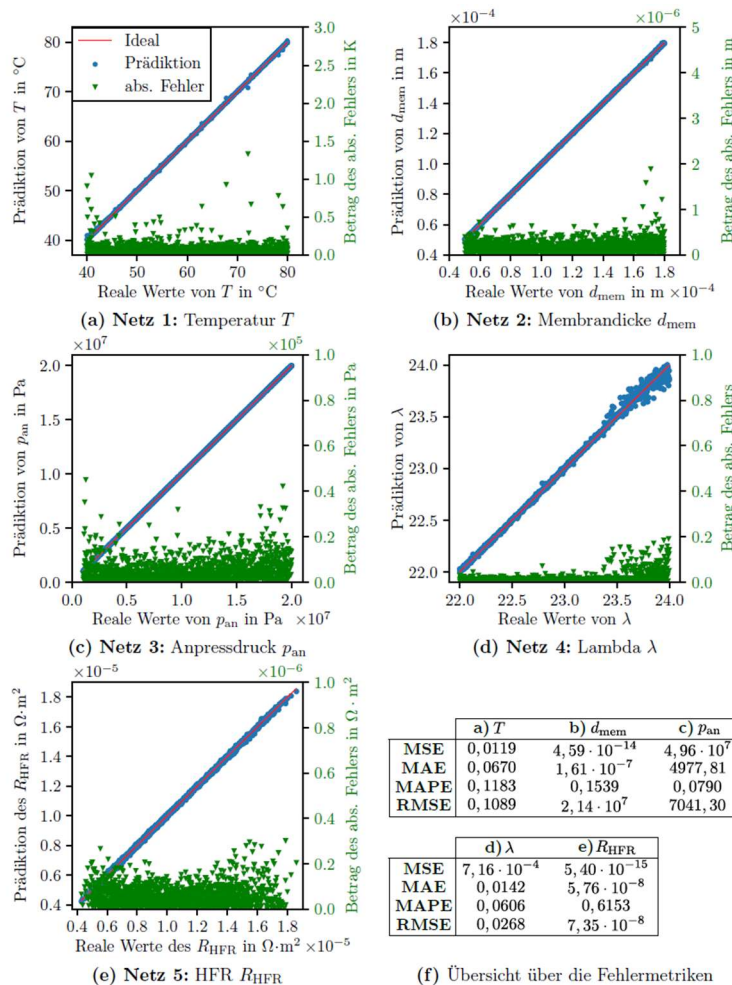 ×10⁻⁴
×10⁻⁶
Ideal
Prädiktion
abs. Fehler
80
70
60
50
40
3.0
2.5
2.0
1.5
1.0
0.5
0.0
Prädiktion von T in °C
Betrag des abs. Fehlers in K
40
60
80
Reale Werte von T in °C
(a) Netz 1: Temperatur T
1.8
1.6
1.4
1.2
1.0
0.8
0.6
0.4
5
4
3
2
1
0
Prädiktion von d_mem in m
Betrag des abs. Fehlers in m
0.4
0.6
0.8
1.0
1.2
1.4
1.6
1.8
Reale Werte von d_mem in m ×10⁻⁴
(b) Netz 2: Membrandicke d_mem
×10⁷
×10⁵
2.0
1.5
1.0
0.5
0.0
1.0
0.8
0.6
0.4
0.2
0.0
Prädiktion von p_an in Pa
Betrag des abs. Fehlers in Pa
0.0
0.5
1.0
1.5
2.0
Reale Werte von p_an in Pa ×10⁷
(c) Netz 3: Anpressdruck p_an
24.0
23.5
23.0
22.5
22.0
1.0
0.8
0.6
0.4
0.2
0.0
Prädiktion von λ
Betrag des abs. Fehlers
22.0
22.5
23.0
23.5
24.0
Reale Werte von λ
(d) Netz 4: Lambda λ
×10⁻⁵
×10⁻⁶
1.8
1.6
1.4
1.2
1.0
0.8
0.6
0.4
1.0
0.8
0.6
0.4
0.2
0.0
Prädiktion des R_HFR in Ω·m²
Betrag des abs. Fehlers in Ω · m²
0.4
0.6
0.8
1.0
1.2
1.4
1.6
1.8
Reale Werte des R_HFR in Ω·m² ×10⁻⁵
(e) Netz 5: HFR R_HFR
a) T b) d_mem c) p_an
MSE 0,0119 4,59 · 10⁻¹⁴ 4,96 · 10⁷
MAE 0,0670 1,61 · 10⁻⁷ 4977,81
MAPE 0,1183 0,1539 0,0790
RMSE 0,1089 2,14 · 10⁷ 7041,30
d) λ e) R_HFR
MSE 7,16 · 10⁻⁴ 5,40 · 10⁻¹⁵
MAE 0,0142 5,76 · 10⁻⁸
MAPE 0,0606 0,6153
RMSE 0,0268 7,35 · 10⁻⁸
(f) Übersicht über die Fehlermetriken